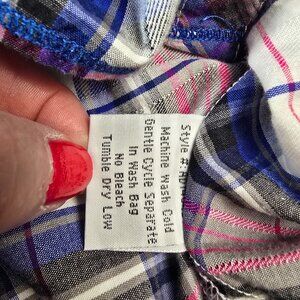 Style #
Machine Wash Cold
Gentle Cycle Separate
In Wash Bag
No Bleach
Tumble Dry Low